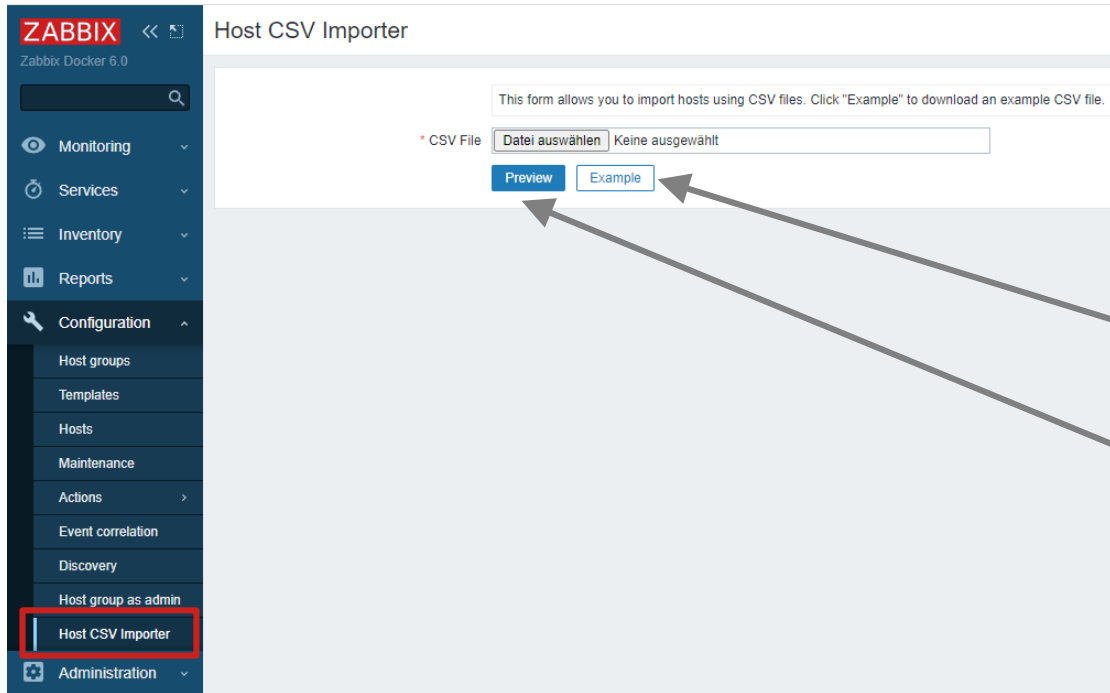 ZABBIX
Zabbix Docker 6.0
Monitoring
Services
Inventory
Reports
Configuration
Host groups
Templates
Hosts
Maintenance
Actions
Event correlation
Discovery
Host group as admin
Host CSV Importer
Administration
Host CSV Importer
This form allows you to import hosts using CSV files. Click "Example" to download an example CSV file.
* CSV File Datei auswählen Keine ausgewählt
Preview Example